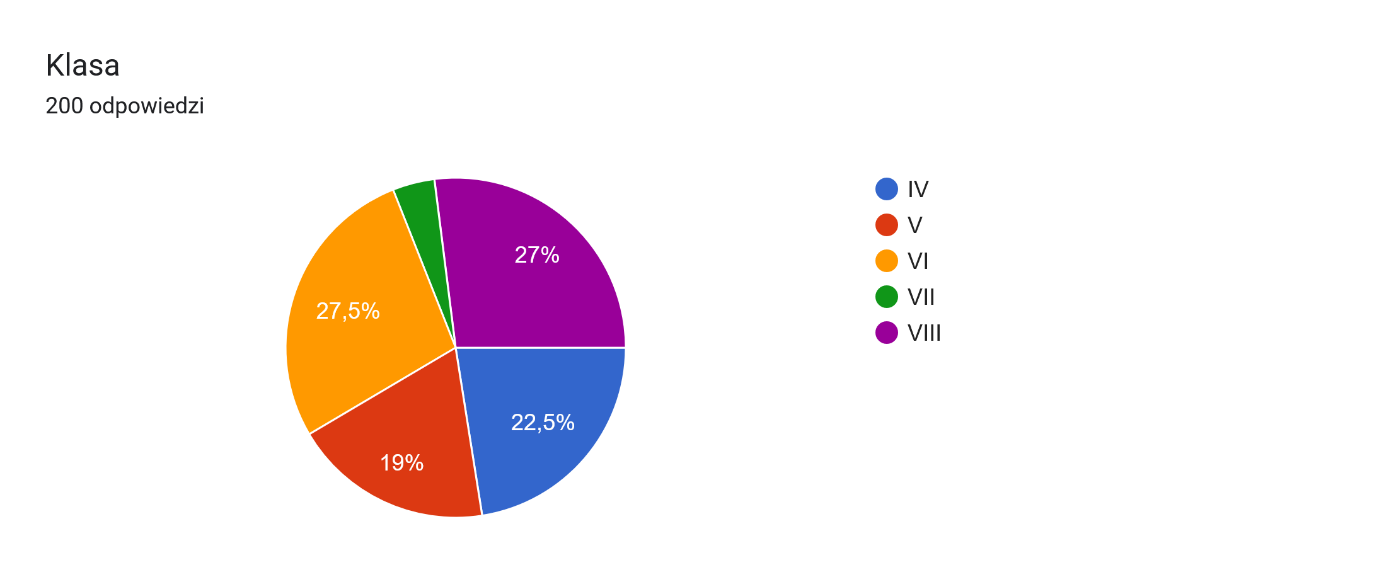 Klasa
200 odpowiedzi
IV
V
VI
VII
VIII
27%
27,5%
22,5%
19%